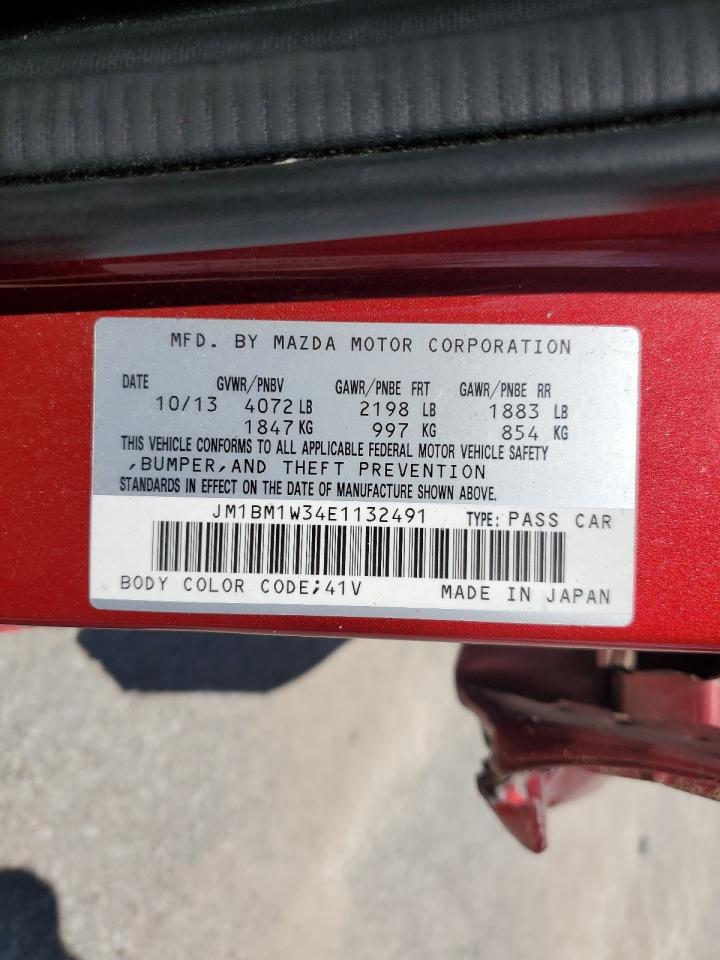 MFD. BY MAZDA MOTOR CORPORATION
DATE GVWR/PNBV GAWR/PNBE FRT GAWR/PNBE RR
10/13 4072 LB 2198 LB 1883 LB
1847 KG 997 KG 854 KG
THIS VEHICLE CONFORMS TO ALL APPLICABLE FEDERAL MOTOR VEHICLE SAFETY
,BUMPER,AND THEFT PREVENTION
STANDARDS IN EFFECT ON THE DATE OF MANUFACTURE SHOWN ABOVE.
JM1BM1W34E1132491 TYPE: PASS CAR
BODY COLOR CODE;41V MADE IN JAPAN